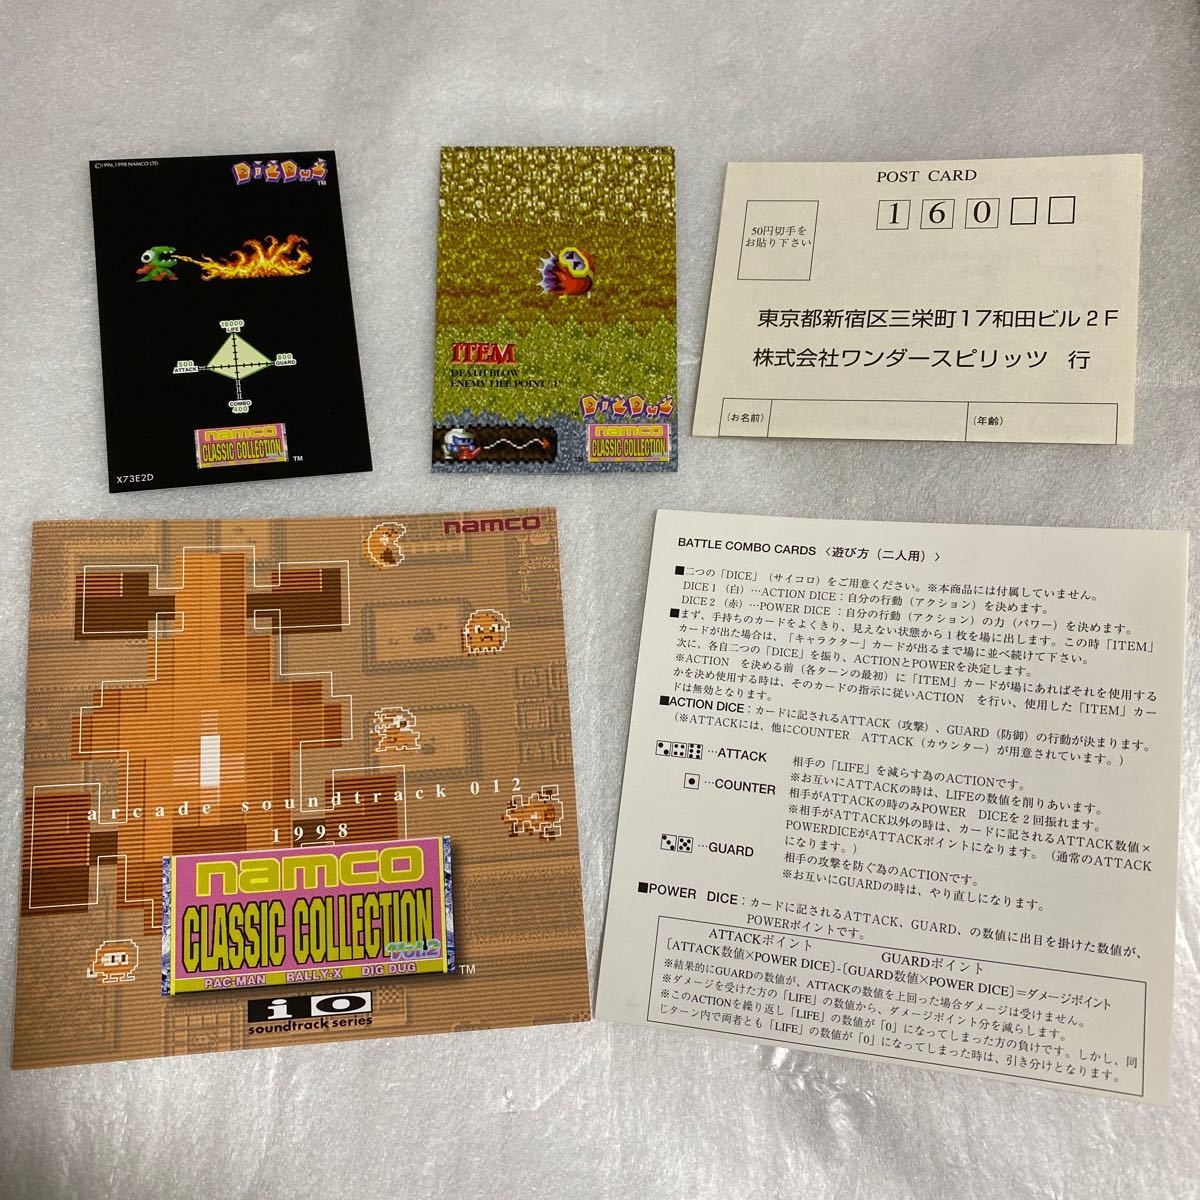 ©1996,1998 NAMCO LTD.
DIG DUG
TM
18000
LIFE
500
ATTACK
800
GUARD
COMBO
400
namco
CLASSIC COLLECTION
TM
X73E2D
ITEM
DEATH BLOW
ENEMY LIFE POINT "1"
DIG DUG
TM
namco
CLASSIC COLLECTION
POST CARD
160
50円切手を
お貼り下さい
東京都新宿区三栄町17和田ビル2F
株式会社ワンダースピリッツ 行
(お名前)
(年齢)
namco
arcade soundtrack 012
1998
namco
CLASSIC COLLECTION
Vol.2
PAC-MAN RALLY-X DIG DUG
TM
io
soundtrack series
BATTLE COMBO CARDS〈遊び方(二人用)〉
■二つの「DICE」(サイコロ)をご用意ください。※本商品には付属していません。
DICE 1(白)…ACTION DICE:自分の行動(アクション)を決めます。
DICE 2(赤)…POWER DICE:自分の行動(アクション)の力(パワー)を決めます。
■まず、手持ちのカードをよくきり、見えない状態から1枚を場に出します。この時「ITEM」
カードが出た場合は、「キャラクター」カードが出るまで場に並べ続けて下さい。
次に、各自二つの「DICE」を振り、ACTIONとPOWERを決定します。
※ACTION を決める前(各ターンの最初)に「ITEM」カードが場にあればそれを使用する
かを決め使用する時は、そのカードの指示に従いACTION を行い、使用した「ITEM」カー
ドは無効となります。
■ACTION DICE:カードに記されるATTACK(攻撃)、GUARD(防御)の行動が決まります。
(※ATTACKには、他にCOUNTER ATTACK(カウンター)が用意されています。)
…ATTACK 相手の「LIFE」を減らす為のACTIONです。
※お互いにATTACKの時は、LIFEの数値を削りあいます。
…COUNTER 相手がATTACKの時のみPOWER DICEを2回振れます。
※相手がATTACK以外の時は、カードに記されるATTACK数値×
POWERDICEがATTACKポイントになります。(通常のATTACK
になります。)
…GUARD 相手の攻撃を防ぐ為のACTIONです。
※お互いにGUARDの時は、やり直しになります。
■POWER DICE:カードに記されるATTACK、GUARD、の数値に出目を掛けた数値が、
POWERポイントです。
ATTACKポイント GUARDポイント
〔ATTACK数値×POWER DICE〕-〔GUARD数値×POWER DICE〕=ダメージポイント
※結果的にGUARDの数値が、ATTACKの数値を上回った場合ダメージは受けません。
※ダメージを受けた方の「LIFE」の数値から、ダメージポイント分を減らします。
※このACTIONを繰り返し「LIFE」の数値が「0」になってしまった方の負けです。しかし、同
じターン内で両者とも「LIFE」の数値が「0」になってしまった時は、引き分けとなります。